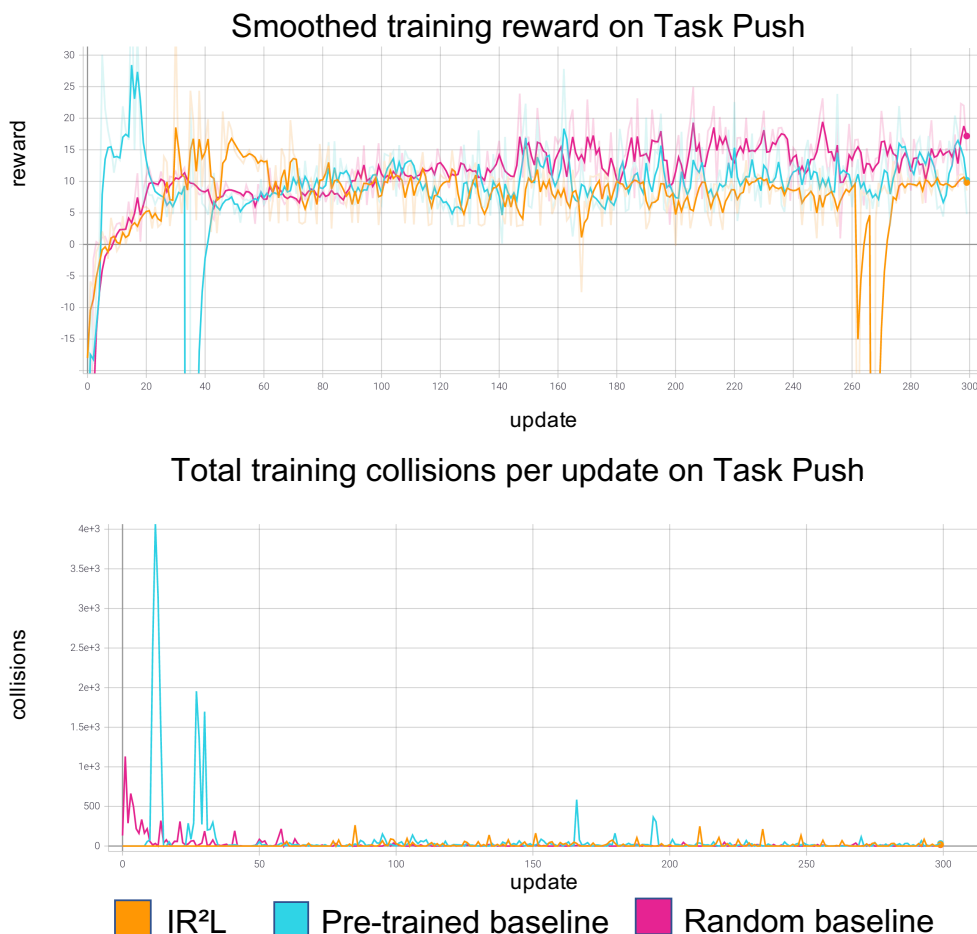 Smoothed training reward on Task Push
reward
30
25
20
15
10
5
0
-5
-10
-15
0 20 40 60 80 100 120 140 160 180 200 220 240 260 280 300
update
Total training collisions per update on Task Push
collisions
4e+3
3.5e+3
3e+3
2.5e+3
2e+3
1.5e+3
1e+3
500
0
0 50 100 150 200 250 300
update
IR²L Pre-trained baseline Random baseline